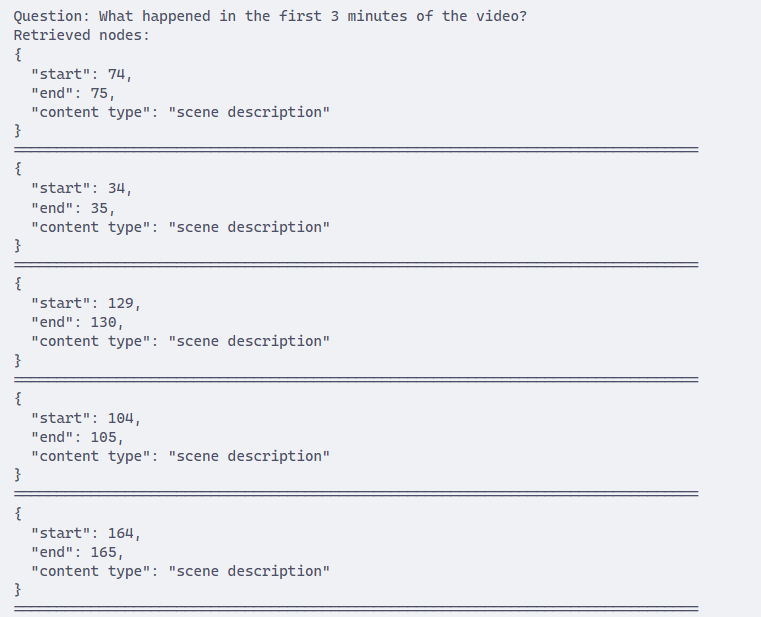 Question: What happened in the first 3 minutes of the video?
Retrieved nodes:
{
  "start": 74,
  "end": 75,
  "content type": "scene description"
}
================================================================================
{
  "start": 34,
  "end": 35,
  "content type": "scene description"
}
================================================================================
{
  "start": 129,
  "end": 130,
  "content type": "scene description"
}
================================================================================
{
  "start": 104,
  "end": 105,
  "content type": "scene description"
}
================================================================================
{
  "start": 164,
  "end": 165,
  "content type": "scene description"
}
================================================================================